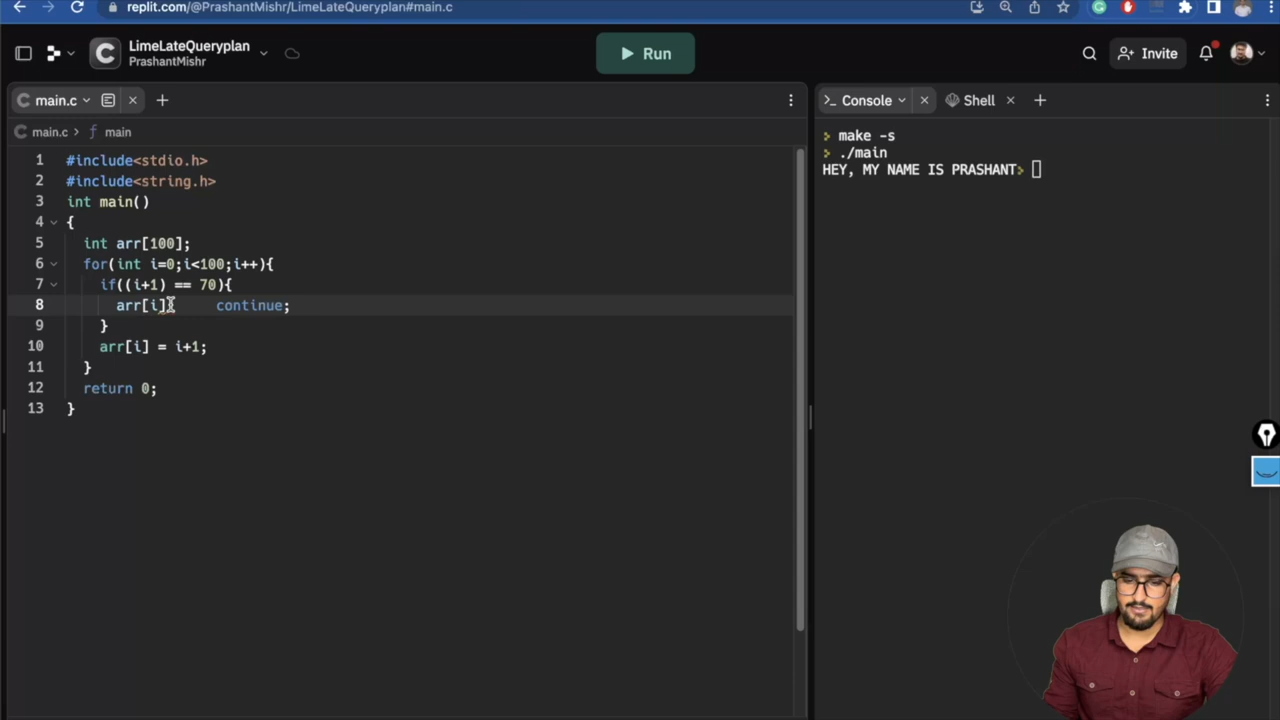 replit.com/@PrashantMishr/LimeLateQueryplan#main.c
C LimeLateQueryplan
PrashantMishr
Run
Invite
C main.c
main.c > f main
1 #include<stdio.h>
2 #include<string.h>
3 int main()
4 {
5 int arr[100];
6 for(int i=0;i<100;i++){
7 if((i+1) == 70){
8 arr[i] continue;
9 }
10 arr[i] = i+1;
11 }
12 return 0;
13 }
>_ Console
Shell
> make -s
> ./main
HEY, MY NAME IS PRASHANT>